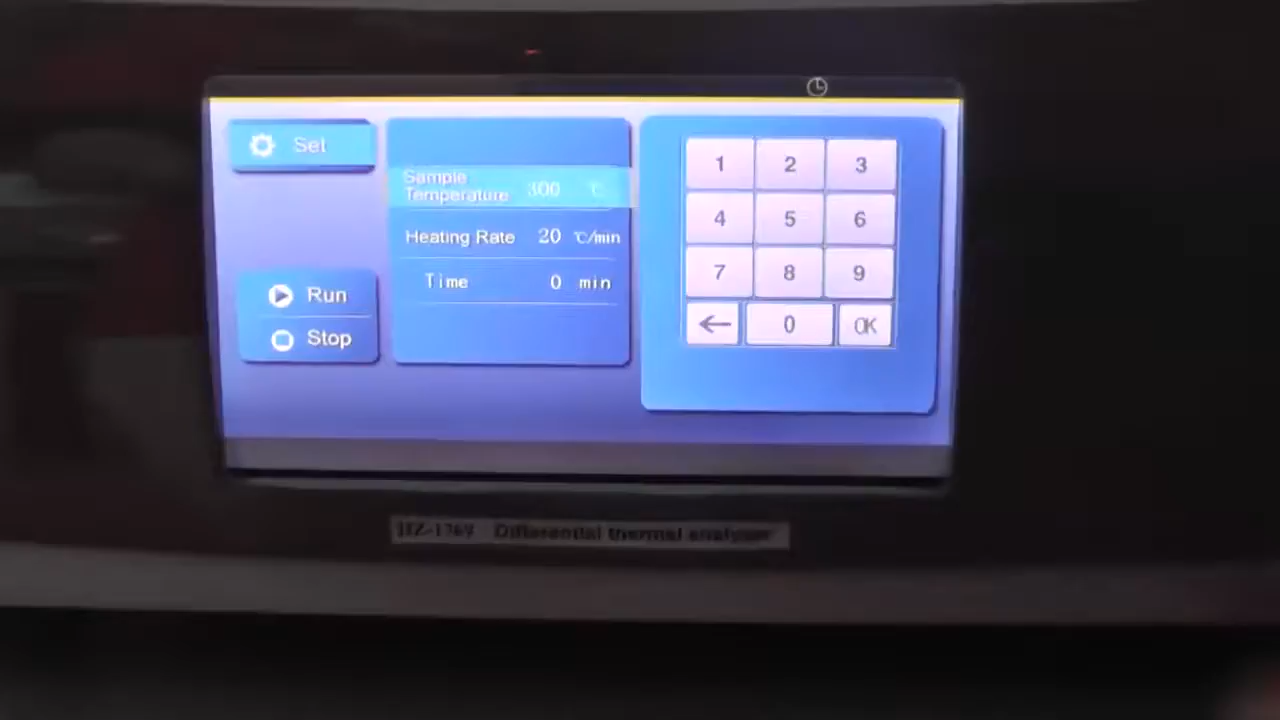 Set
Sample
Temperature 300 ℃
Heating Rate 20 ℃/min
Time 0 min
Run
Stop
1 2 3
4 5 6
7 8 9
← 0 OK
Differential thermal analyser